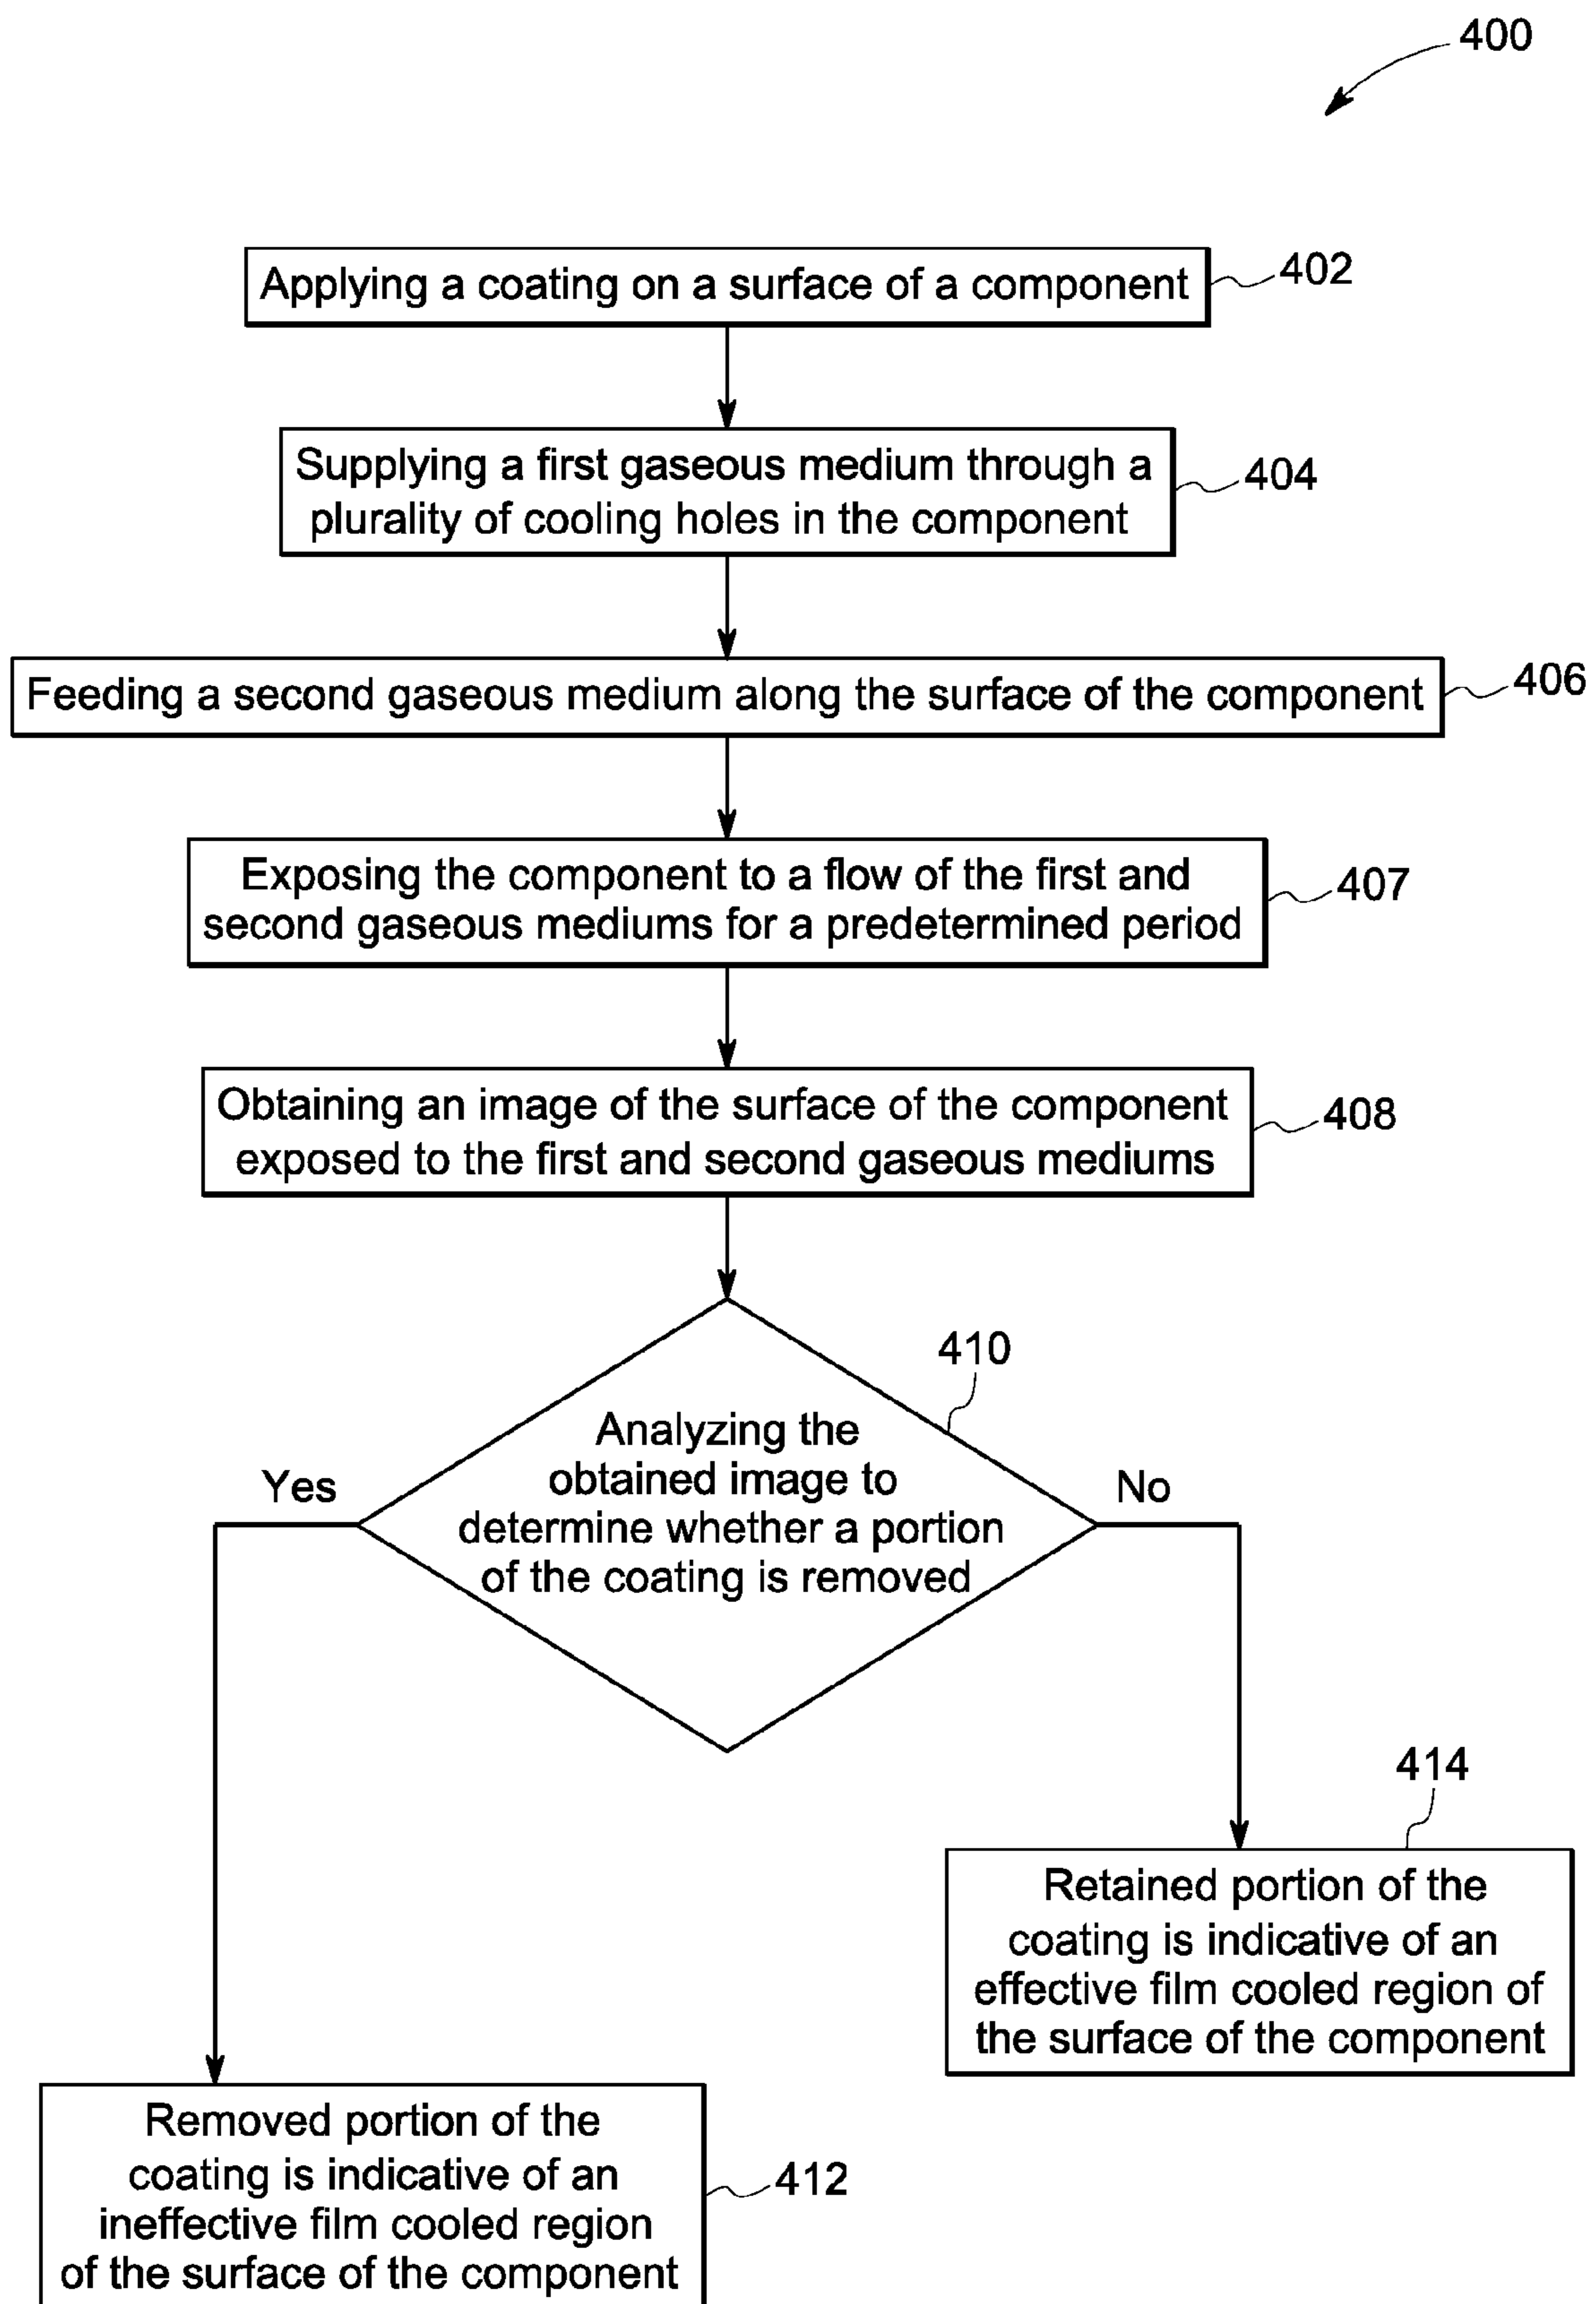 400
Applying a coating on a surface of a component
402
Supplying a first gaseous medium through a
plurality of cooling holes in the component
404
Feeding a second gaseous medium along the surface of the component
406
Exposing the component to a flow of the first and
second gaseous mediums for a predetermined period
407
Obtaining an image of the surface of the component
exposed to the first and second gaseous mediums
408
410
Analyzing the
obtained image to
determine whether a portion
of the coating is removed
Yes
No
414
Retained portion of the
coating is indicative of an
effective film cooled region of
the surface of the component
Removed portion of the
coating is indicative of an
ineffective film cooled region
of the surface of the component
412